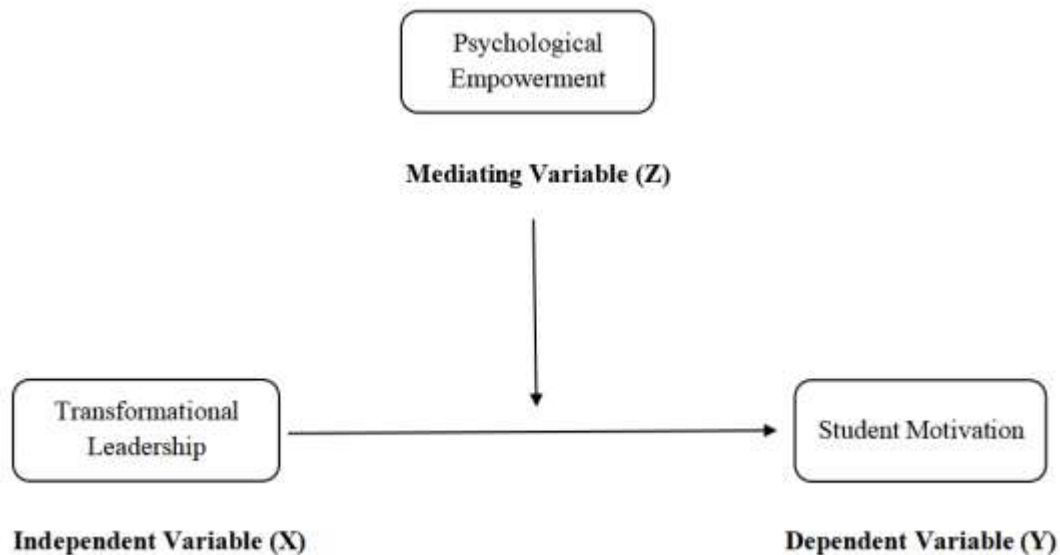 Psychological
Empowerment
Mediating Variable (Z)
Transformational
Leadership
Student Motivation
Independent Variable (X)
Dependent Variable (Y)